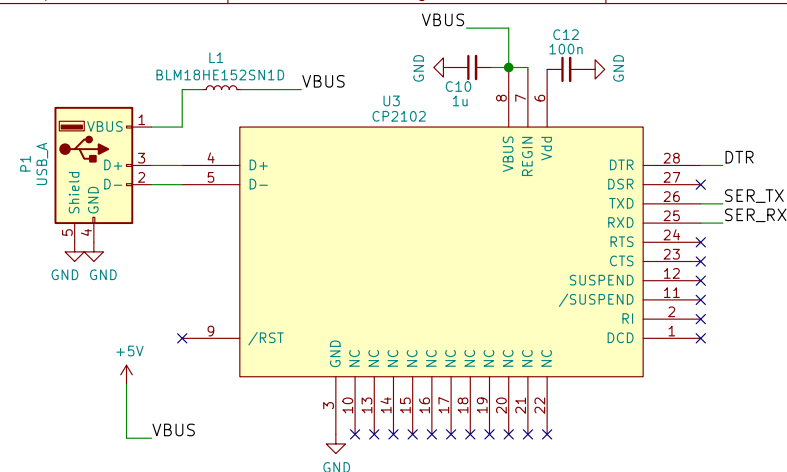 VBUS
C12
100n
GND
C10
1u
GND
L1
BLM18HE152SN1D
VBUS
U3
CP2102
8
7
6
VBUS
REGIN
Vdd
P1
USB_A
VBUS
1
D+
3
D-
2
Shield
GND
5
4
GND
GND
4
D+
5
D-
9
/RST
DTR
28
DTR
DSR
27
TXD
26
SER_TX
RXD
25
SER_RX
RTS
24
CTS
23
SUSPEND
12
/SUSPEND
11
RI
2
DCD
1
GND
NC
NC
NC
NC
NC
NC
NC
NC
NC
NC
NC
3
10
13
14
15
16
17
18
19
20
21
22
GND
+5V
VBUS